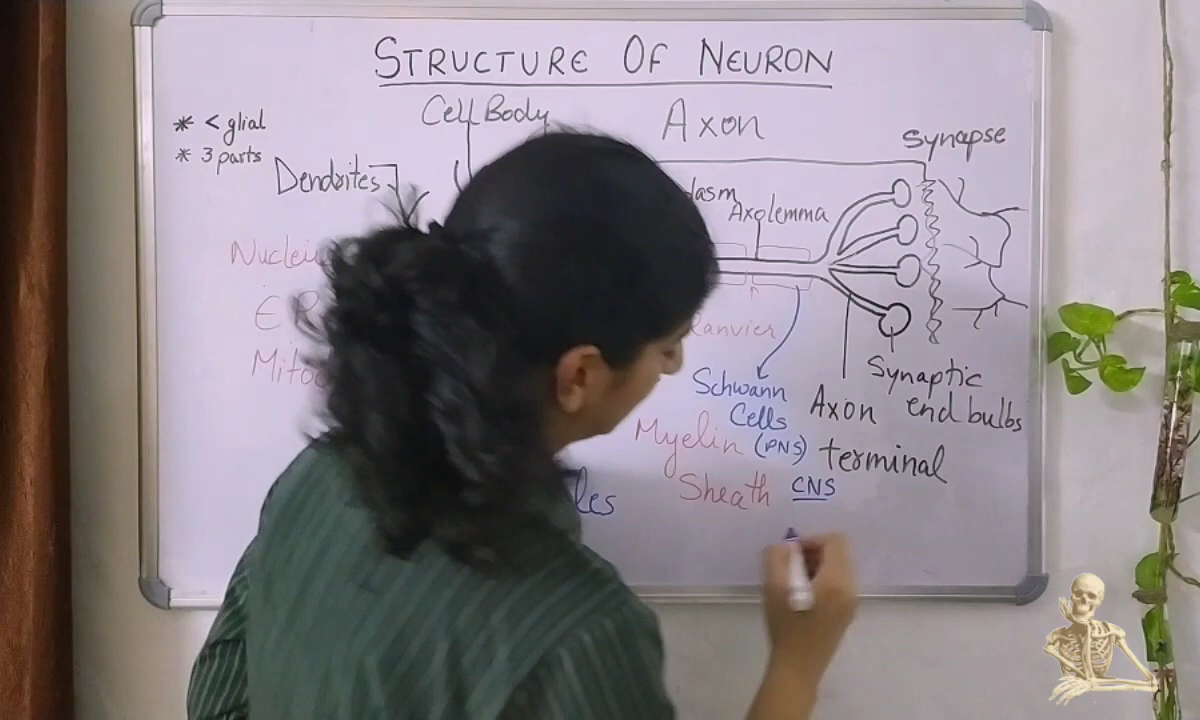 STRUCTURE OF NEURON
* < glial
* 3 parts
Cell Body
Axon
Synapse
Dendrites
Axolemma
Ranvier
Schwann
Cells
(PNS)
Myelin
Sheath
CNS
Axon
terminal
Synaptic
end bulbs